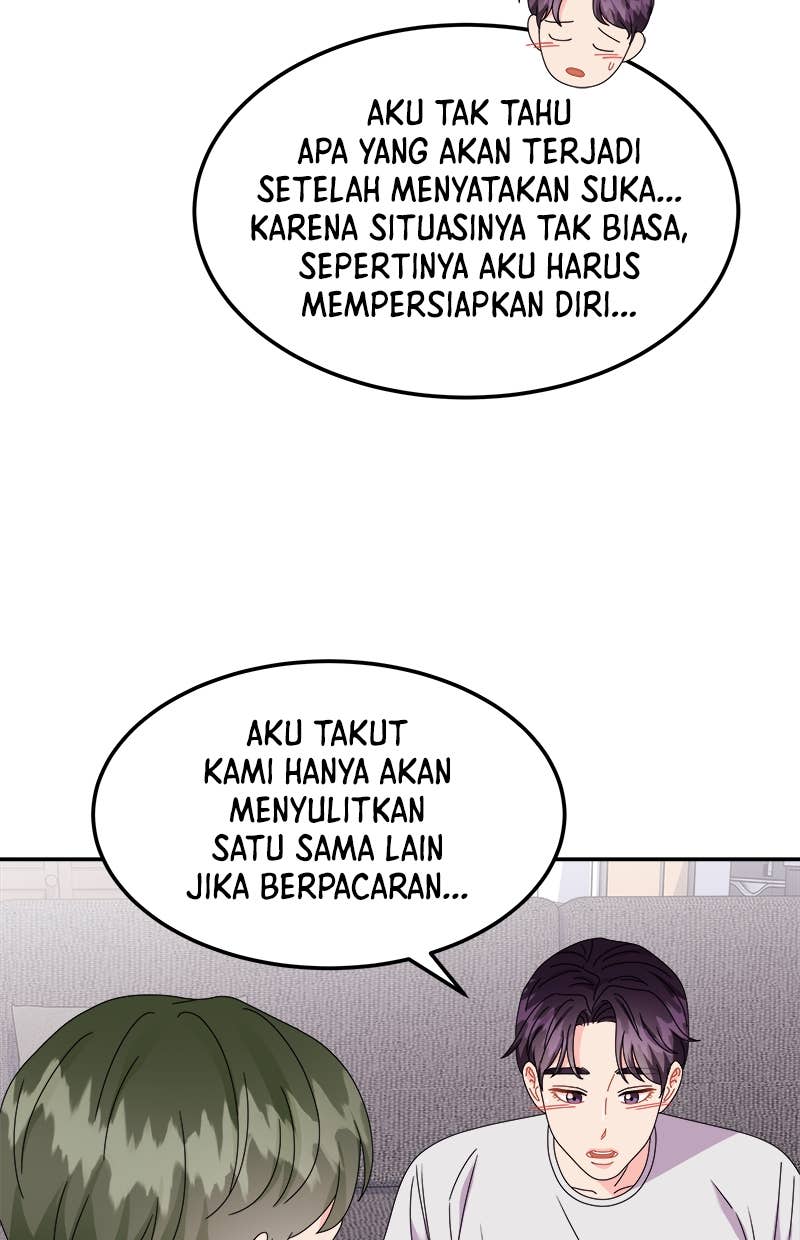 AKU TAK TAHU
APA YANG AKAN TERJADI
SETELAH MENYATAKAN SUKA...
KARENA SITUASINYA TAK BIASA,
SEPERTINYA AKU HARUS
MEMPERSIAPKAN DIRI...
AKU TAKUT
KAMI HANYA AKAN
MENYULITKAN
SATU SAMA LAIN
JIKA BERPACARAN...